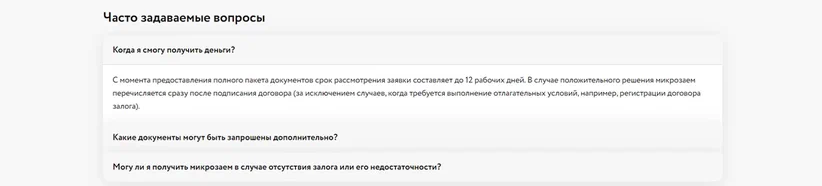 Часто задаваемые вопросы
Когда я смогу получить деньги?
С момента предоставления полного пакета документов срок рассмотрения заявки составляет до 12 рабочих дней. В случае положительного решения микрозаем
перечисляется сразу после подписания договора (за исключением случаев, когда требуется выполнение отлагательных условий, например, регистрации договора
залога).
Какие документы могут быть запрошены дополнительно?
Могу ли я получить микрозаем в случае отсутствия залога или его недостаточности?